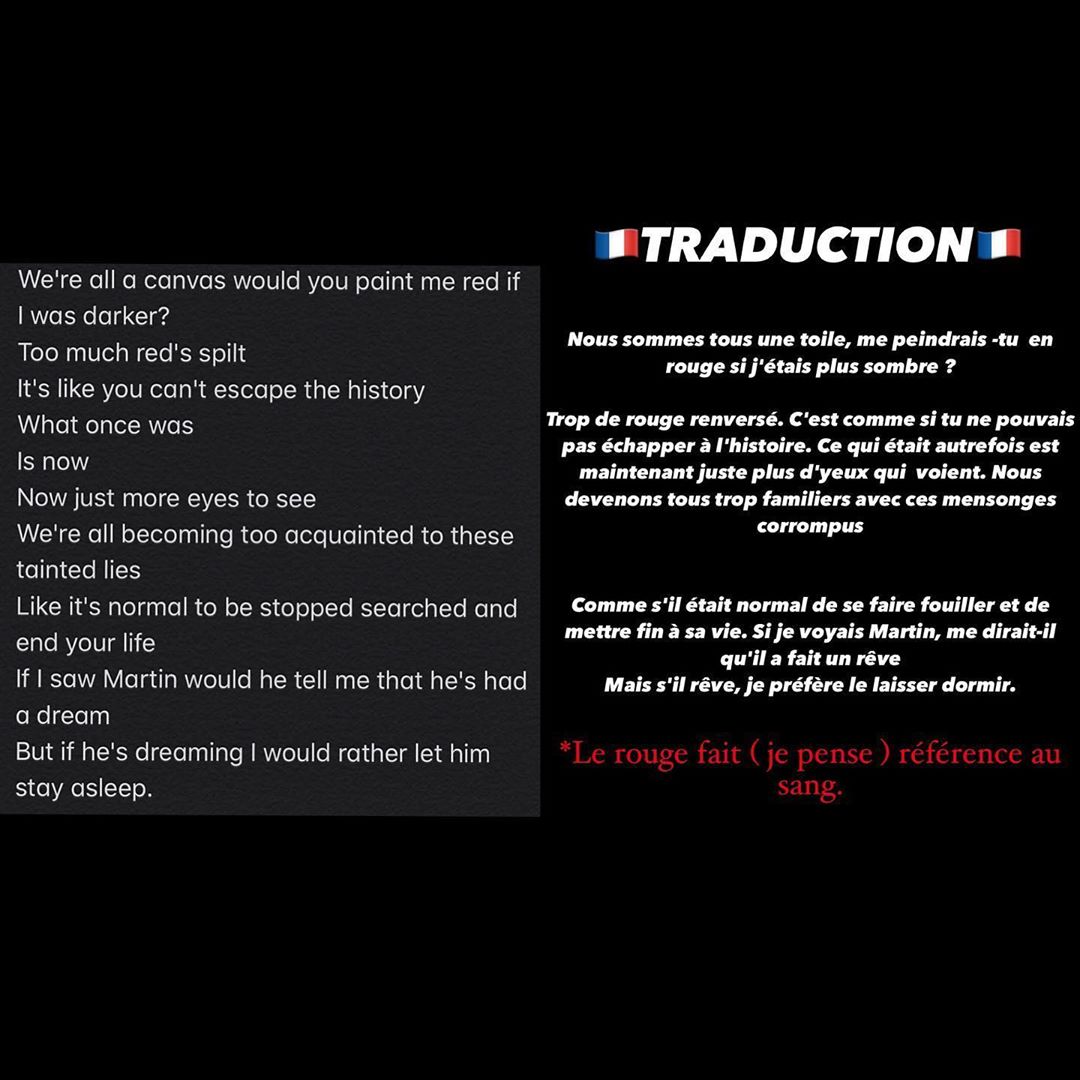 We're all a canvas would you paint me red if
I was darker?
Too much red's spilt
It's like you can't escape the history
What once was
Is now
Now just more eyes to see
We're all becoming too acquainted to these
tainted lies
Like it's normal to be stopped searched and
end your life
If I saw Martin would he tell me that he's had
a dream
But if he's dreaming I would rather let him
stay asleep.
🇫🇷TRADUCTION🇫🇷
Nous sommes tous une toile, me peindrais -tu en
rouge si j'étais plus sombre ?
Trop de rouge renversé. C'est comme si tu ne pouvais
pas échapper à l'histoire. Ce qui était autrefois est
maintenant juste plus d'yeux qui voient. Nous
devenons tous trop familiers avec ces mensonges
corrompus
Comme s'il était normal de se faire fouiller et de
mettre fin à sa vie. Si je voyais Martin, me dirait-il
qu'il a fait un rêve
Mais s'il rêve, je préfère le laisser dormir.
*Le rouge fait ( je pense ) référence au
sang.